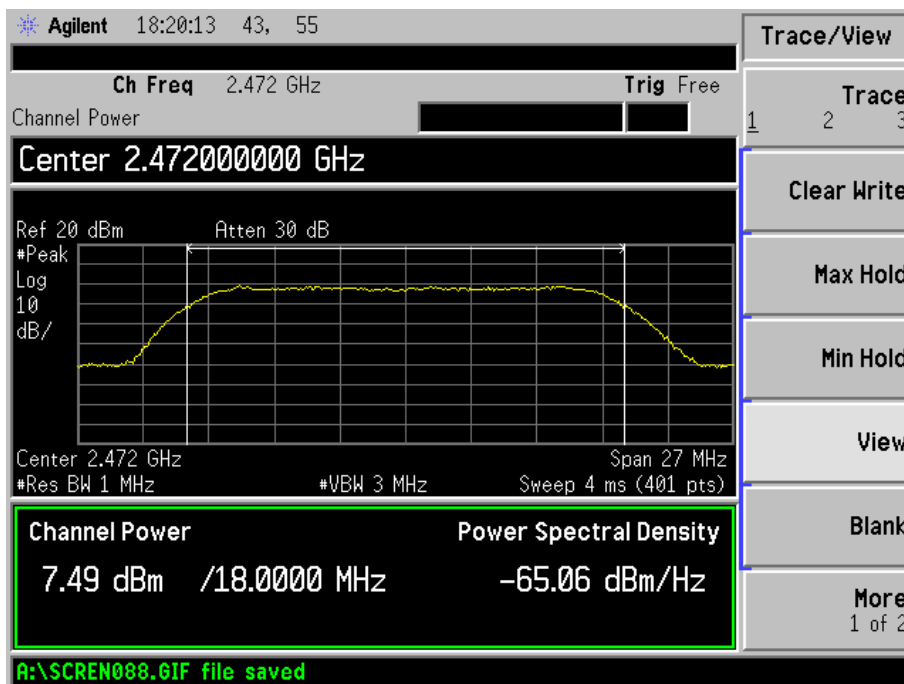 Agilent 18:20:13 43, 55
Trace/View
Ch Freq 2.472 GHz Trig Free
Channel Power
Trace
1 2 3
Center 2.472000000 GHz
Clear Write
Ref 20 dBm Atten 30 dB
#Peak
Log
10
dB/
Max Hold
Min Hold
View
Center 2.472 GHz Span 27 MHz
#Res BW 1 MHz #VBW 3 MHz Sweep 4 ms (401 pts)
Channel Power Power Spectral Density
7.49 dBm /18.0000 MHz -65.06 dBm/Hz
Blank
More
1 of 2
A:\SCREN088.GIF file saved